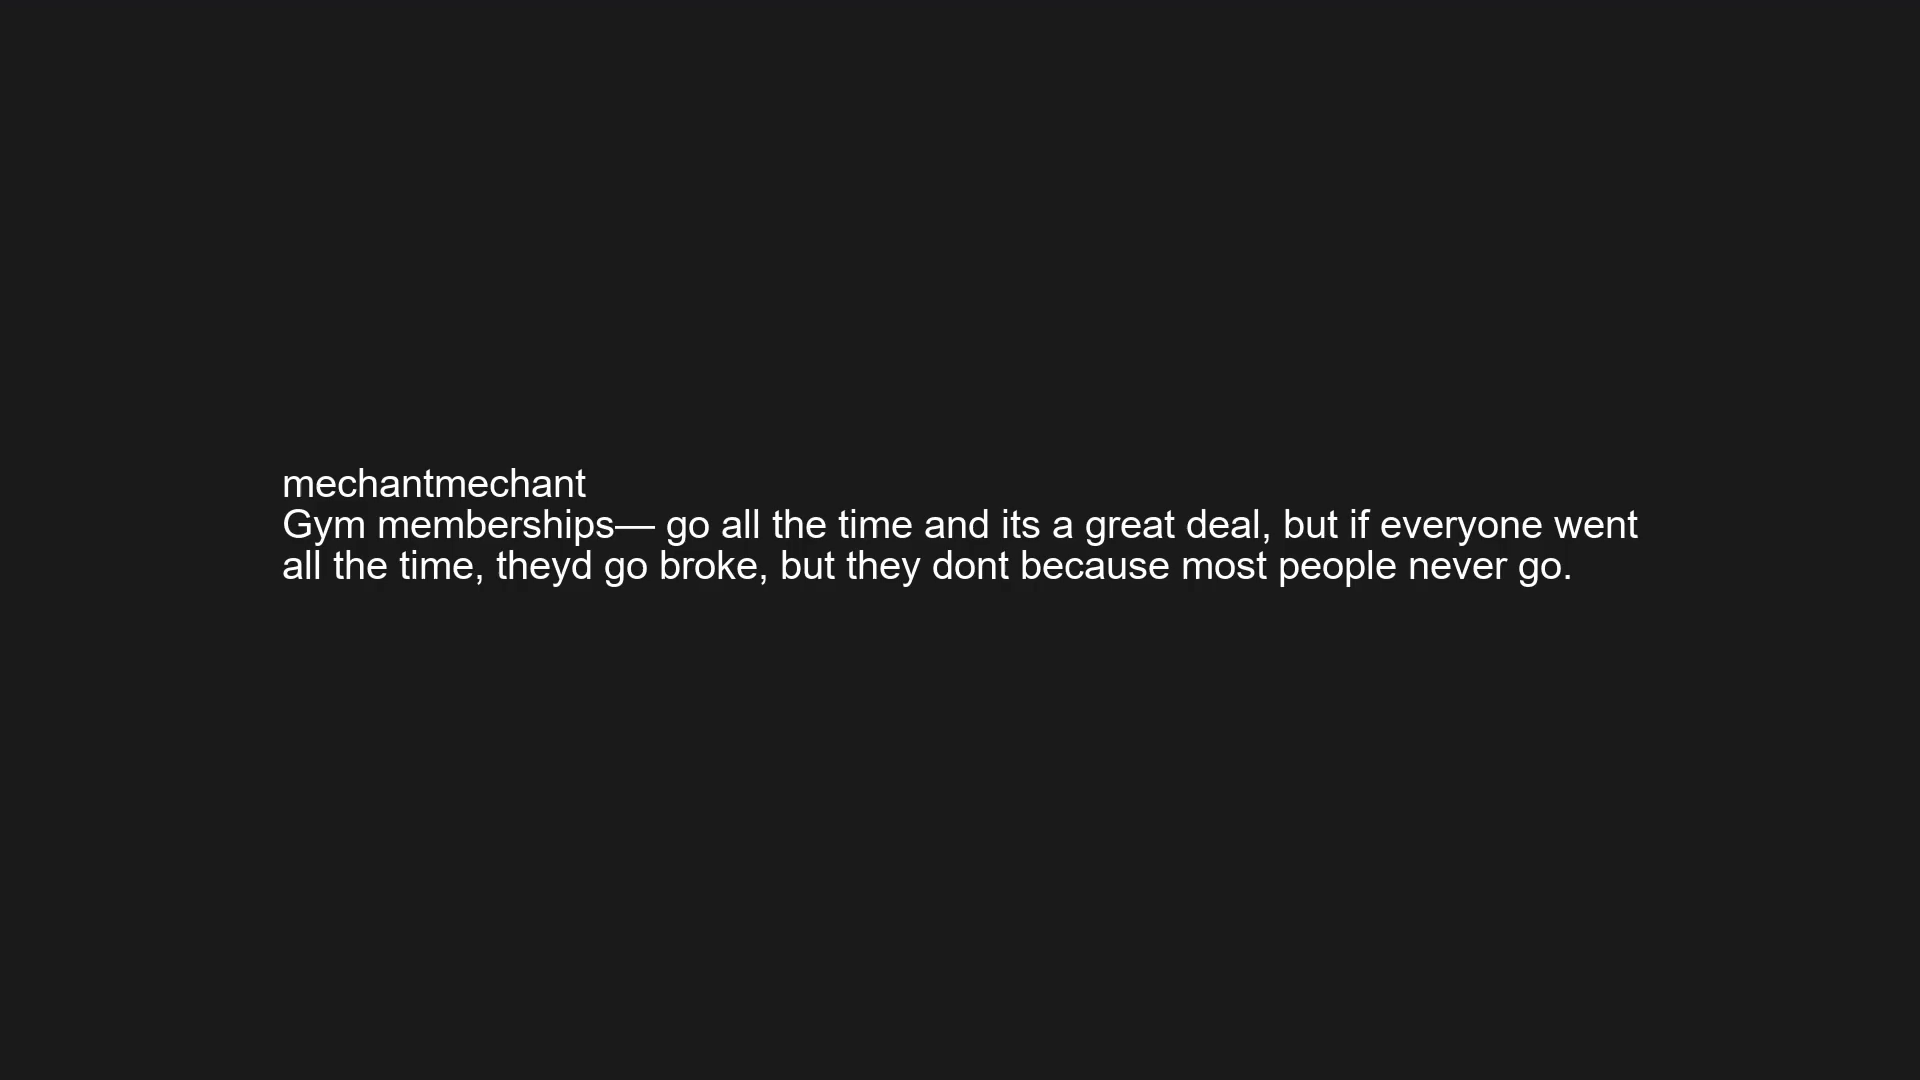 mechantmechant
Gym memberships— go all the time and its a great deal, but if everyone went
all the time, theyd go broke, but they dont because most people never go.